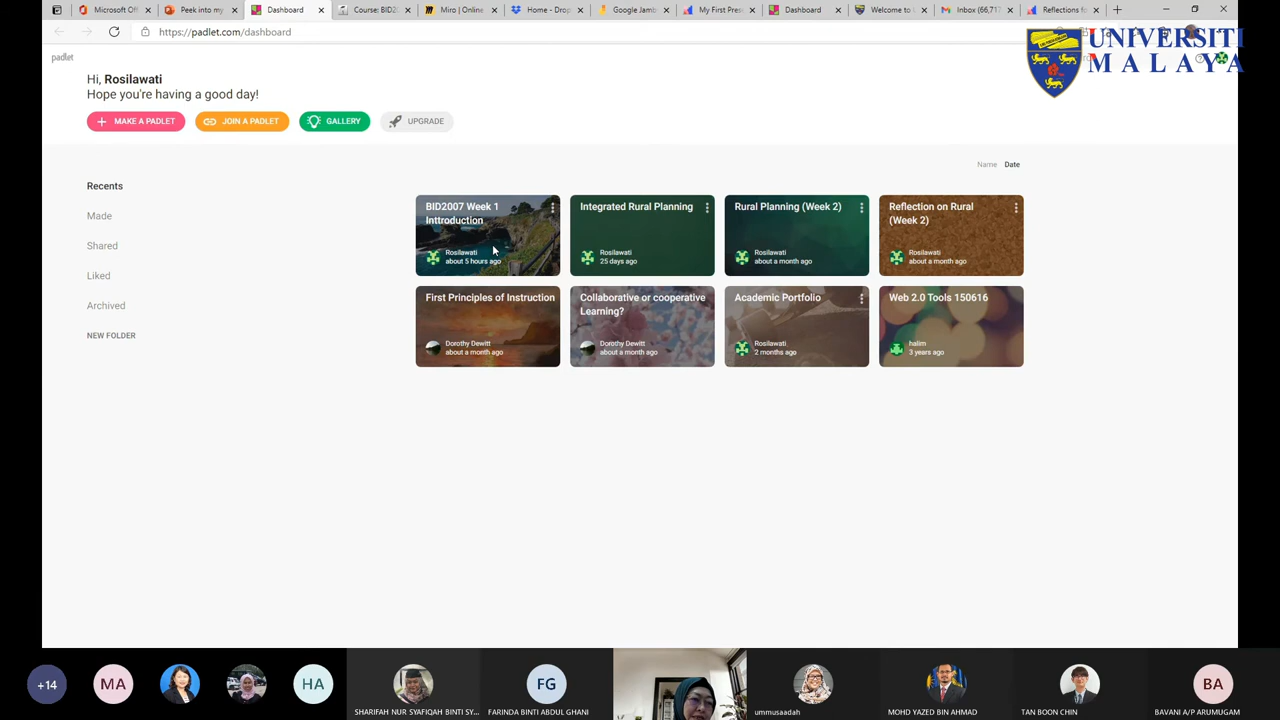 Microsoft Of
Peek into my
Dashboard
Course: BID2
Miro | Online
Home - Drop
Google Jamb
My First Pres
Dashboard
Welcome to
Inbox (66,717
Reflections fo
https://padlet.com/dashboard
UNIVERSITI
MALAYA
padlet
Hi, Rosilawati
Hope you're having a good day!
MAKE A PADLET
JOIN A PADLET
GALLERY
UPGRADE
Name Date
Recents
Made
Shared
Liked
Archived
NEW FOLDER
BID2007 Week 1
Inttroduction
Rosilawati
about 5 hours ago
Integrated Rural Planning
Rosilawati
25 days ago
Rural Planning (Week 2)
Rosilawati
about a month ago
Reflection on Rural
(Week 2)
Rosilawati
about a month ago
First Principles of Instruction
Dorothy Dewitt
about a month ago
Collaborative or cooperative
Learning?
Dorothy Dewitt
about a month ago
Academic Portfolio
Rosilawati
2 months ago
Web 2.0 Tools 150616
halim
3 years ago
+14
MA
HA
SHARIFAH NUR SYAFIQAH BINTI SY...
FG
FARINDA BINTI ABDUL GHANI
ummusaadah
MOHD YAZED BIN AHMAD
TAN BOON CHIN
BA
BAVANI A/P ARUMUGAM